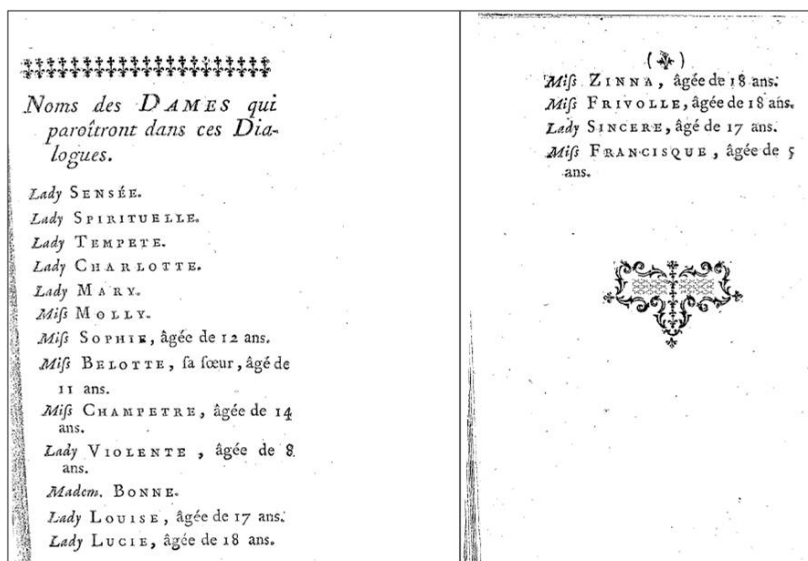 Noms des DAMES qui
paroîtront dans ces Dia-
logues.
Lady SENSÉE.
Lady SPIRITUELLE.
Lady TEMPETE.
Lady CHARLOTTE.
Lady MARY.
Miſs MOLLY.
Miſs SOPHIE, âgée de 12 ans.
Miſs BELOTTE, ſa ſœur, âgé de
11 ans.
Miſs CHAMPETRE, âgée de 14
ans.
Lady VIOLENTE, âgée de 8
ans.
Madem. BONNE.
Lady LOUISE, âgée de 17 ans.
Lady LUCIE, âgée de 18 ans.
Miſs ZINNA, âgée de 18 ans.
Miſs FRIVOLLE, âgée de 18 ans.
Lady SINCERE, âgé de 17 ans.
Miſs FRANCISQUE, âgée de 5
ans.